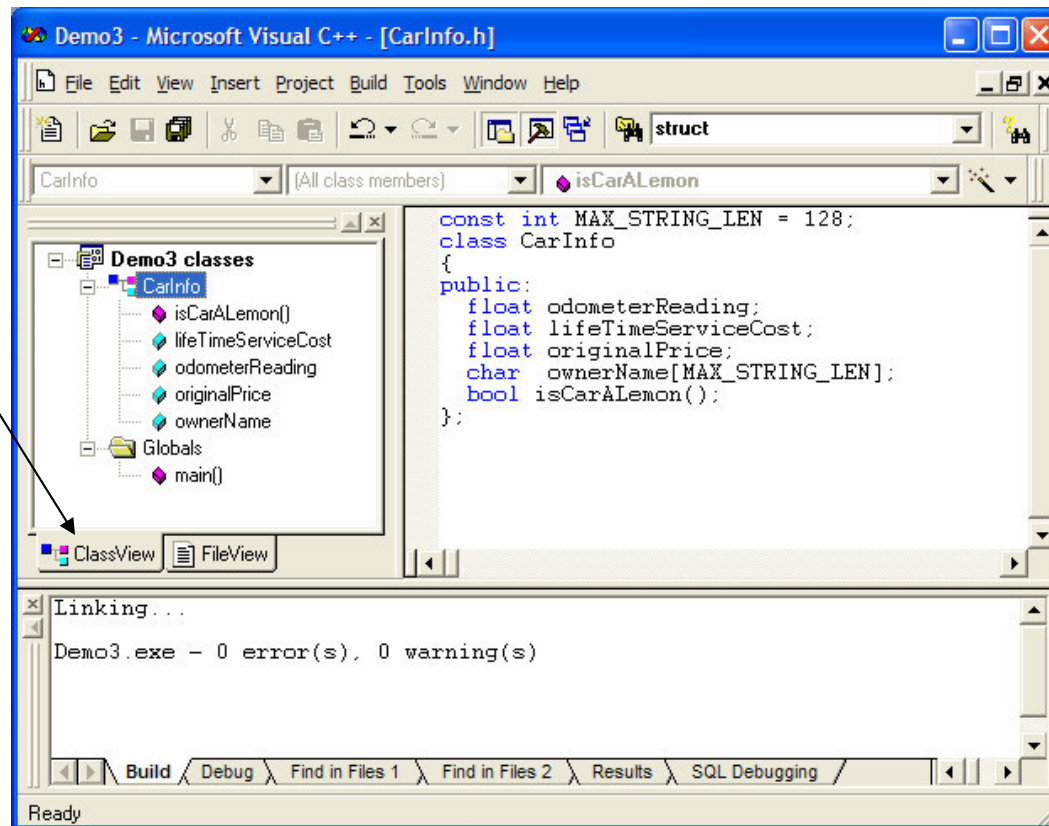 Demo3 - Microsoft Visual C++ - [CarInfo.h]
File Edit View Insert Project Build Tools Window Help
struct
CarInfo (All class members) isCarALemon
Demo3 classes
CarInfo
isCarALemon()
lifeTimeServiceCost
odometerReading
originalPrice
ownerName
Globals
main()
ClassView FileView
const int MAX_STRING_LEN = 128;
class CarInfo
{
public:
float odometerReading;
float lifeTimeServiceCost;
float originalPrice;
char ownerName[MAX_STRING_LEN];
bool isCarALemon();
};
Linking...
Demo3.exe - 0 error(s), 0 warning(s)
Build Debug Find in Files 1 Find in Files 2 Results SQL Debugging
Ready